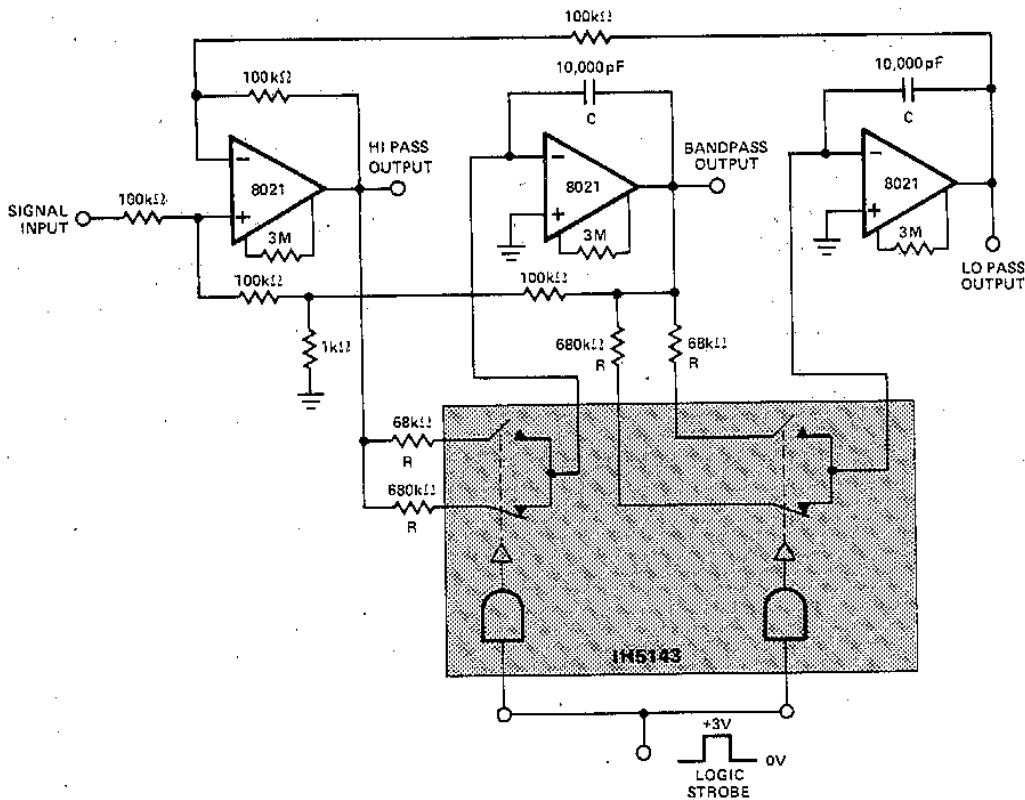 100kΩ
10,000pF
10,000pF
100kΩ
C
C
HI PASS
OUTPUT
BANDPASS
OUTPUT
−
8021
+
−
8021
+
−
8021
+
SIGNAL
INPUT
100kΩ
3M
3M
3M
LO PASS
OUTPUT
100kΩ
100kΩ
1kΩ
680kΩ
R
68kΩ
R
68kΩ
R
680kΩ
R
IH5143
+3V
0V
LOGIC
STROBE